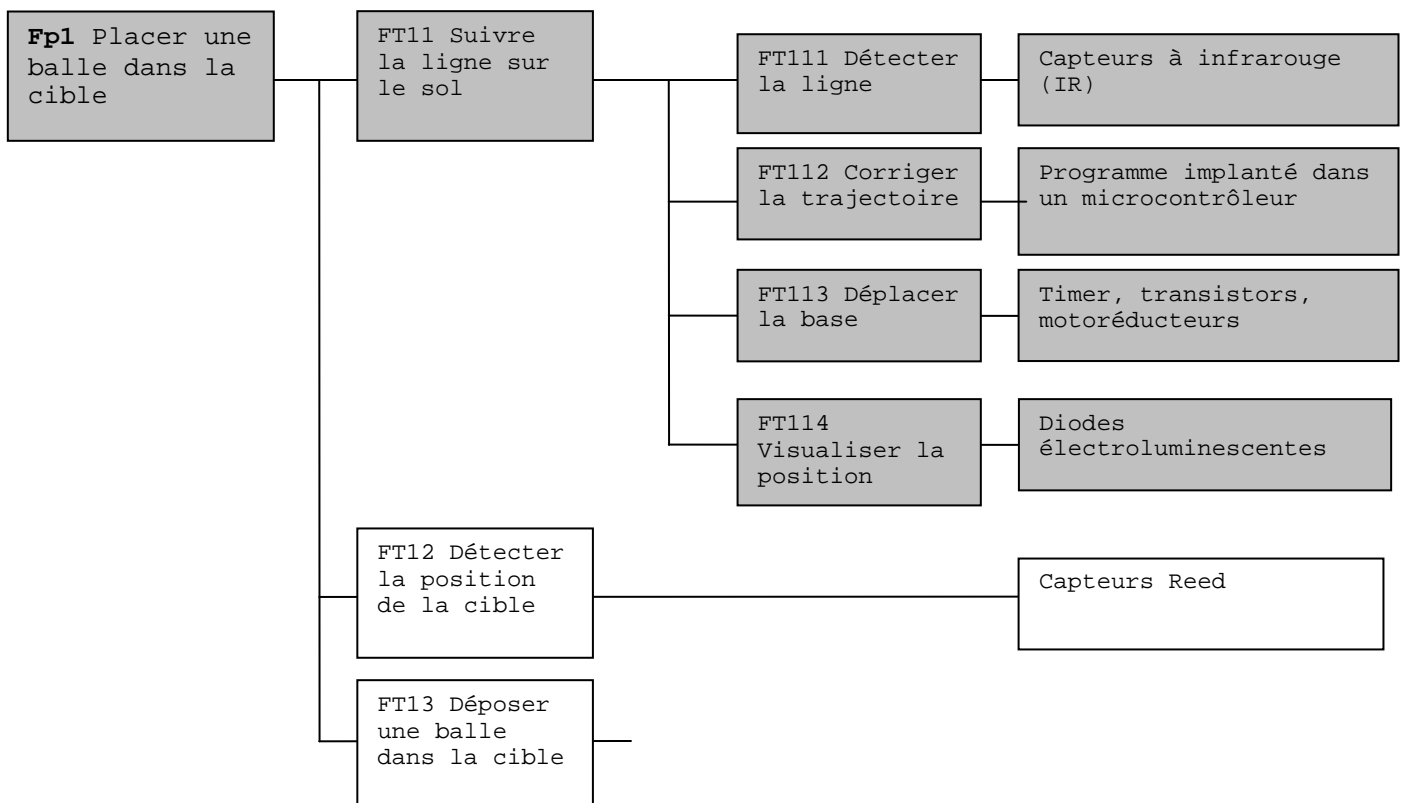 Fp1 Placer une
balle dans la
cible
FT11 Suivre
la ligne sur
le sol
FT111 Détecter
la ligne
Capteurs à infrarouge
(IR)
FT112 Corriger
la trajectoire
Programme implanté dans
un microcontrôleur
FT113 Déplacer
la base
Timer, transistors,
motoréducteurs
FT114
Visualiser la
position
Diodes
électroluminescentes
FT12 Détecter
la position
de la cible
Capteurs Reed
FT13 Déposer
une balle
dans la cible